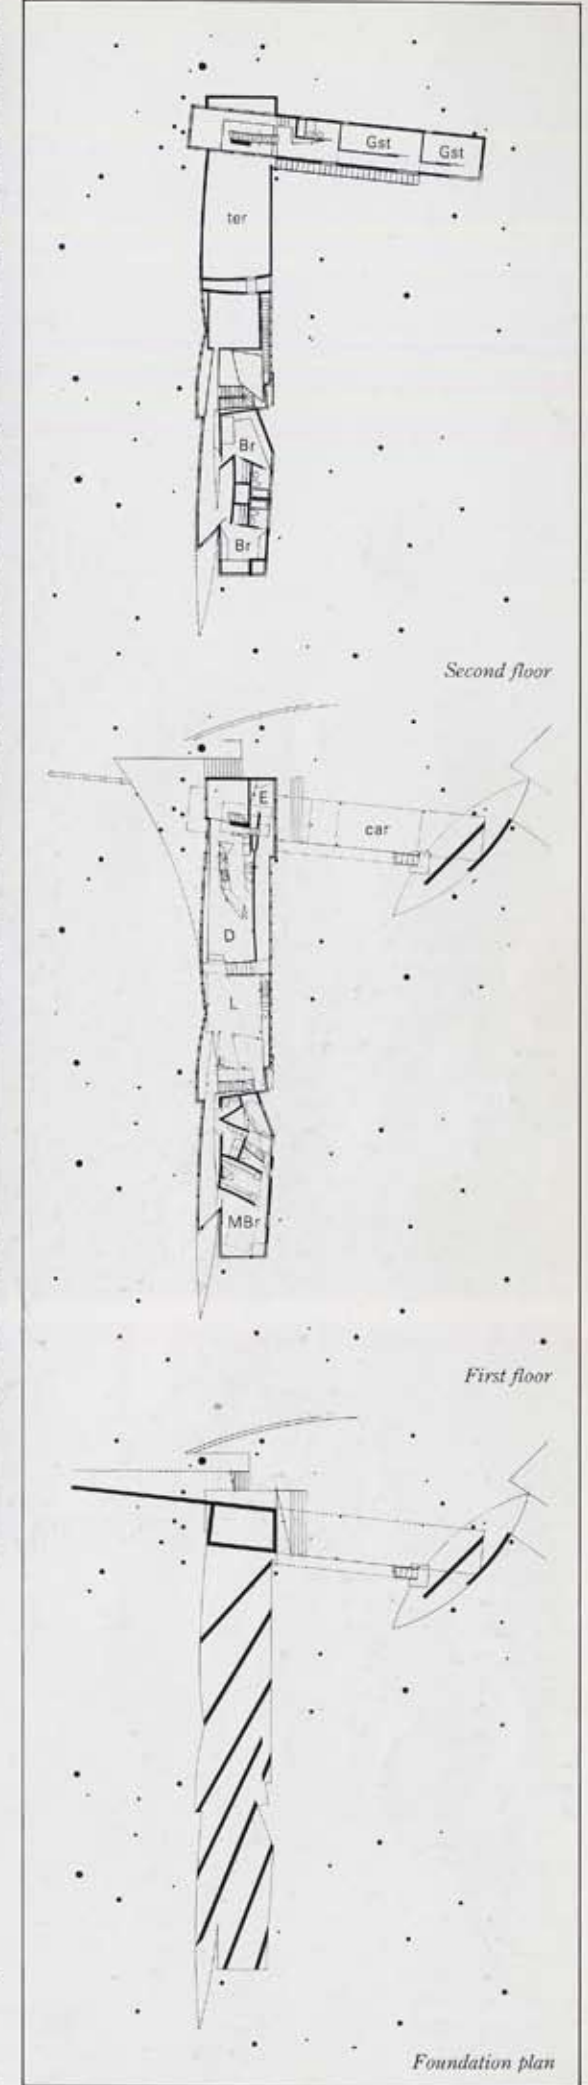 Gst
Gst
ter
Br
Br
Second floor
E
car
D
L
MBr
First floor
Foundation plan